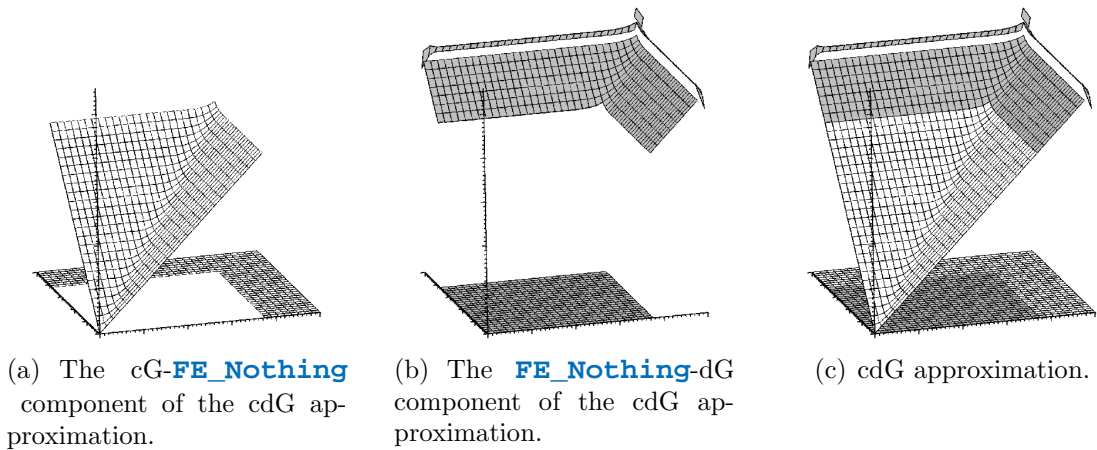 (a) The cG-FE_Nothing
component of the cdG ap-
proximation.
(b) The FE_Nothing-dG
component of the cdG ap-
proximation.
(c) cdG approximation.